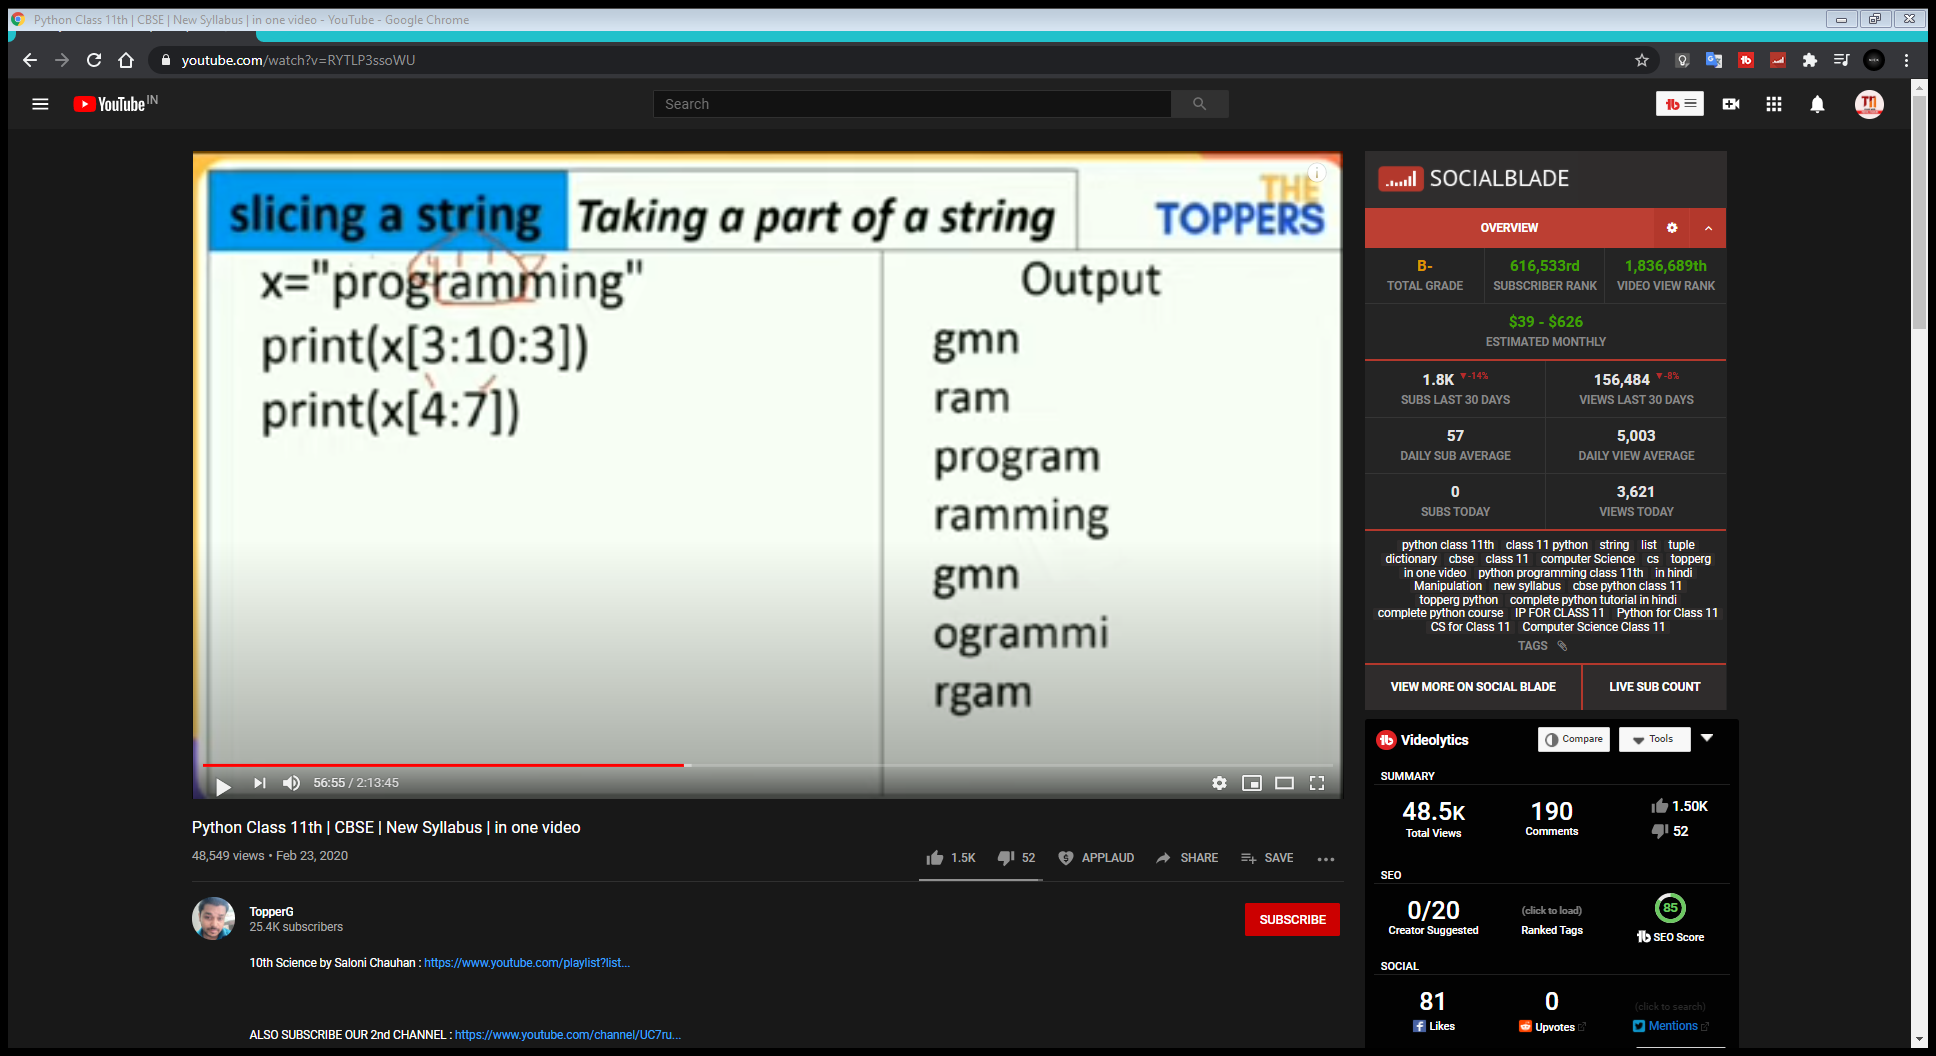 Python Class 11th | CBSE | New Syllabus | in one video - YouTube - Google Chrome
youtube.com/watch?v=RYTLP3ssoWU
YouTube IN
Search
slicing a string
Taking a part of a string
THE
TOPPERS
x="programming"
print(x[3:10:3])
print(x[4:7])
Output
gmn
ram
program
ramming
gmn
ogrammi
rgam
56:55 / 2:13:45
Python Class 11th | CBSE | New Syllabus | in one video
48,549 views • Feb 23, 2020
1.5K
52
APPLAUD
SHARE
SAVE
TopperG
25.4K subscribers
SUBSCRIBE
10th Science by Saloni Chauhan : https://www.youtube.com/playlist?list...
ALSO SUBSCRIBE OUR 2nd CHANNEL : https://www.youtube.com/channel/UC7ru...
SOCIALBLADE
OVERVIEW
B-
TOTAL GRADE
616,533rd
SUBSCRIBER RANK
1,836,689th
VIDEO VIEW RANK
$39 - $626
ESTIMATED MONTHLY
1.8K ▼-14%
SUBS LAST 30 DAYS
156,484 ▼-8%
VIEWS LAST 30 DAYS
57
DAILY SUB AVERAGE
5,003
DAILY VIEW AVERAGE
0
SUBS TODAY
3,621
VIEWS TODAY
python class 11th class 11 python string list tuple
dictionary cbse class 11 computer Science cs topperg
in one video python programming class 11th in hindi
Manipulation new syllabus cbse python class 11
topperg python complete python tutorial in hindi
complete python course IP FOR CLASS 11 Python for Class 11
CS for Class 11 Computer Science Class 11
TAGS
VIEW MORE ON SOCIAL BLADE
LIVE SUB COUNT
Videolytics
Compare
Tools
SUMMARY
48.5K
Total Views
190
Comments
1.50K
52
SEO
0/20
Creator Suggested
(click to load)
Ranked Tags
85
SEO Score
SOCIAL
81
Likes
0
Upvotes
(click to search)
Mentions